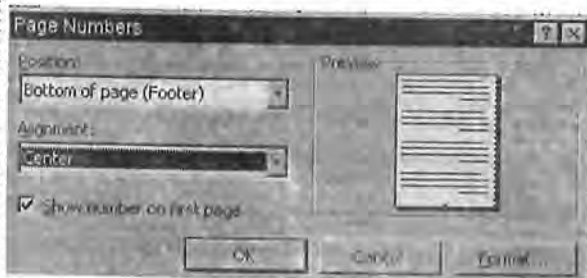 Page Numbers
Position:
Bottom of page (Footer)
Alignment:
Center
Show number on first page
Preview
OK
Cancel
Format...